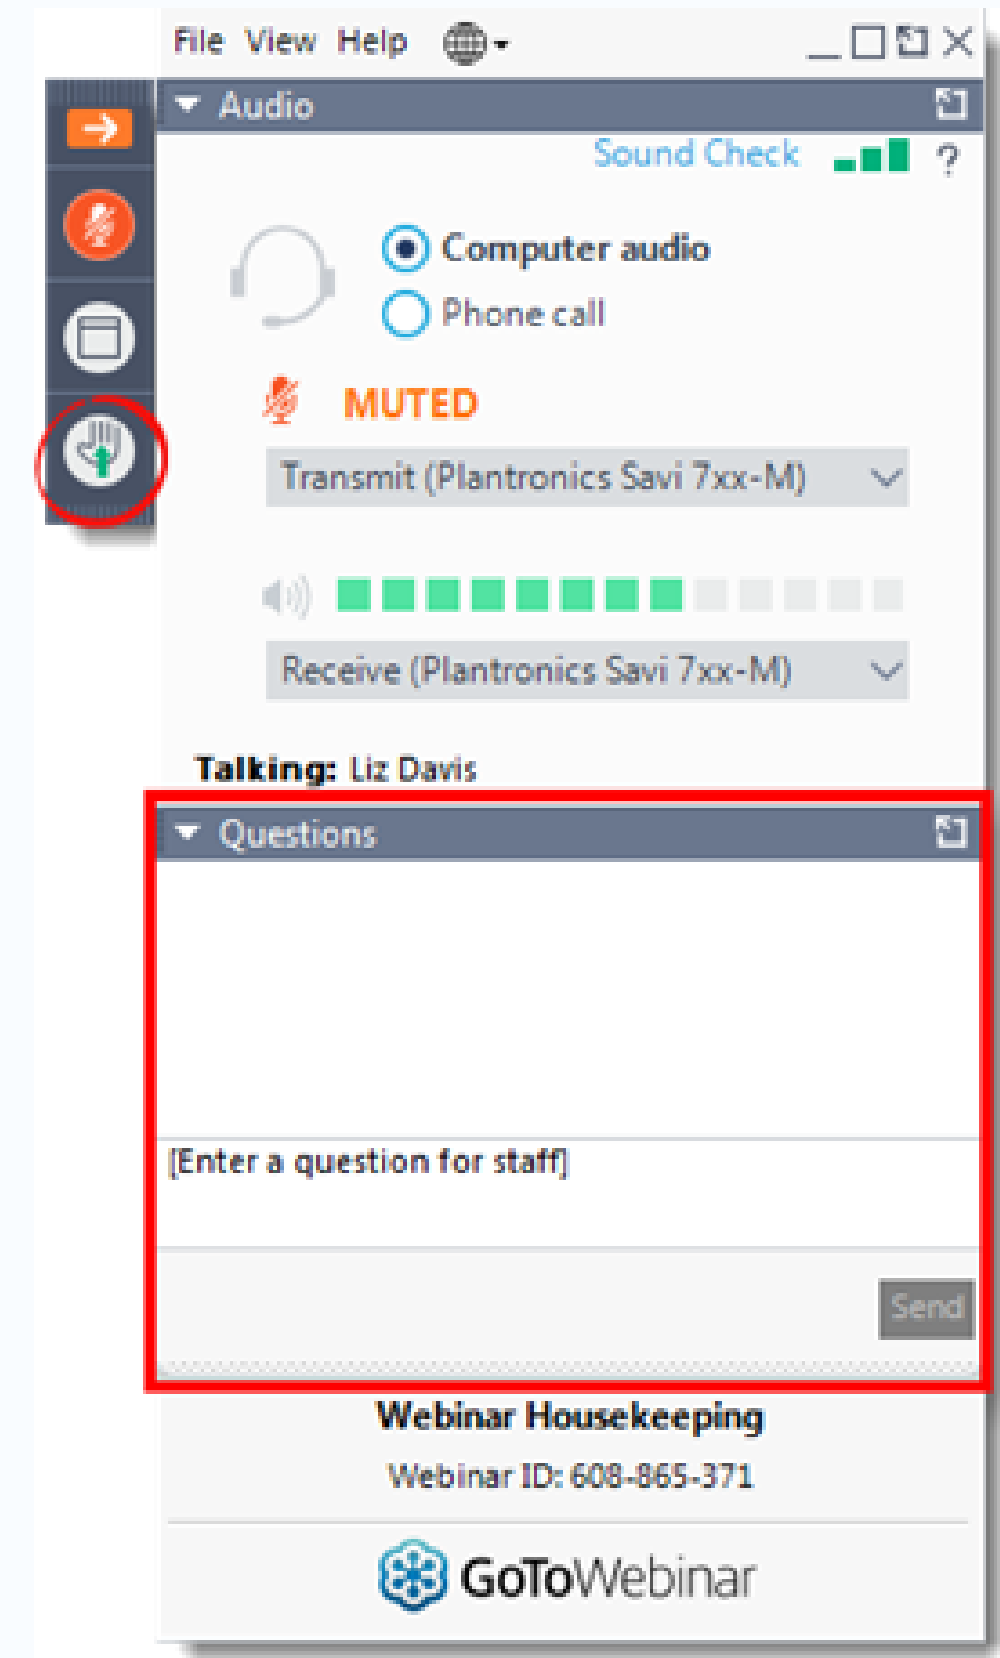 File View Help
Audio
Sound Check ?
Computer audio
Phone call
MUTED
Transmit (Plantronics Savi 7xx-M)
Receive (Plantronics Savi 7xx-M)
Talking: Liz Davis
Questions
[Enter a question for staff]
Send
Webinar Housekeeping
Webinar ID: 608-865-371
GoToWebinar